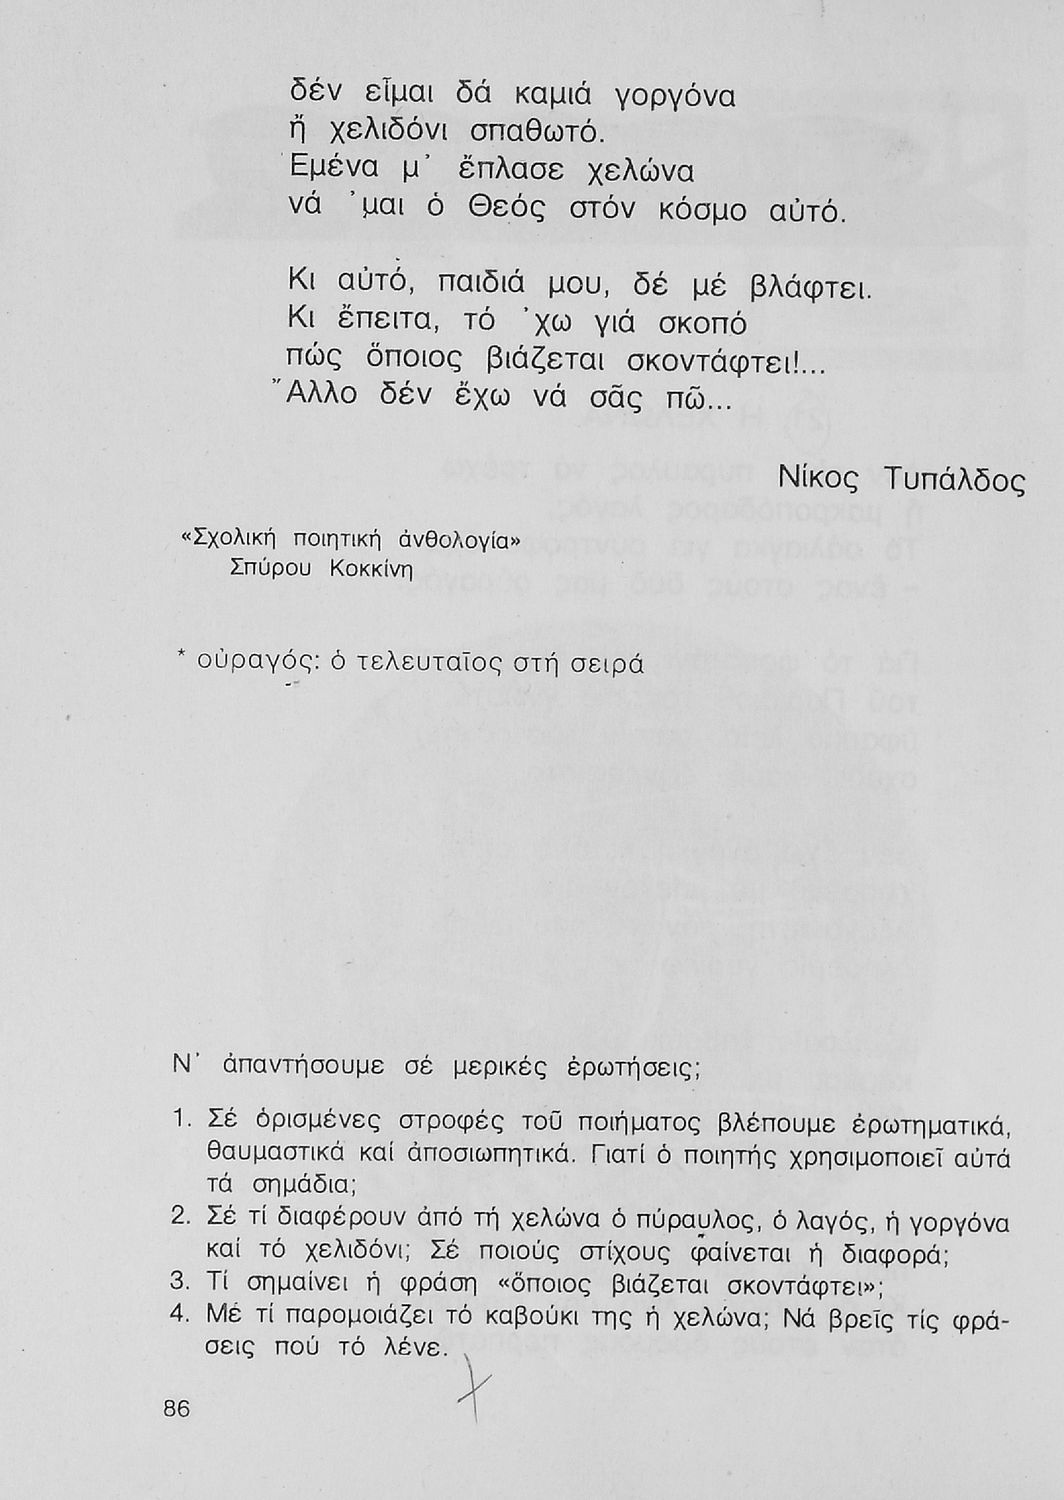 δέν εἶμαι δά καμιά γοργόνα
ἤ χελιδόνι σπαθωτό.
Ἐμένα μ᾿ ἔπλασε χελώνα
νά ᾿μαι ὁ Θεός στόν κόσμο αὐτό.
Κι αὐτό, παιδιά μου, δέ μέ βλάφτει.
Κι ἔπειτα, τό ᾿χω γιά σκοπό
πώς ὅποιος βιάζεται σκοντάφτει!...
Ἄλλο δέν ἔχω νά σᾶς πῶ...
Νίκος Τυπάλδος
«Σχολική ποιητική ἀνθολογία»
Σπύρου Κοκκίνη
* οὐραγός: ὁ τελευταῖος στή σειρά
Ν᾿ ἀπαντήσουμε σέ μερικές ἐρωτήσεις;
1. Σέ ὁρισμένες στροφές τοῦ ποιήματος βλέπουμε ἐρωτηματικά,
θαυμαστικά καί ἀποσιωπητικά. Γιατί ὁ ποιητής χρησιμοποιεῖ αὐτά
τά σημάδια;
2. Σέ τί διαφέρουν ἀπό τή χελώνα ὁ πύραυλος, ὁ λαγός, ἡ γοργόνα
καί τό χελιδόνι; Σέ ποιούς στίχους φαίνεται ἡ διαφορά;
3. Τί σημαίνει ἡ φράση «ὅποιος βιάζεται σκοντάφτει»;
4. Μέ τί παρομοιάζει τό καβούκι της ἡ χελώνα; Νά βρεῖς τίς φρά-
σεις πού τό λένε.
86